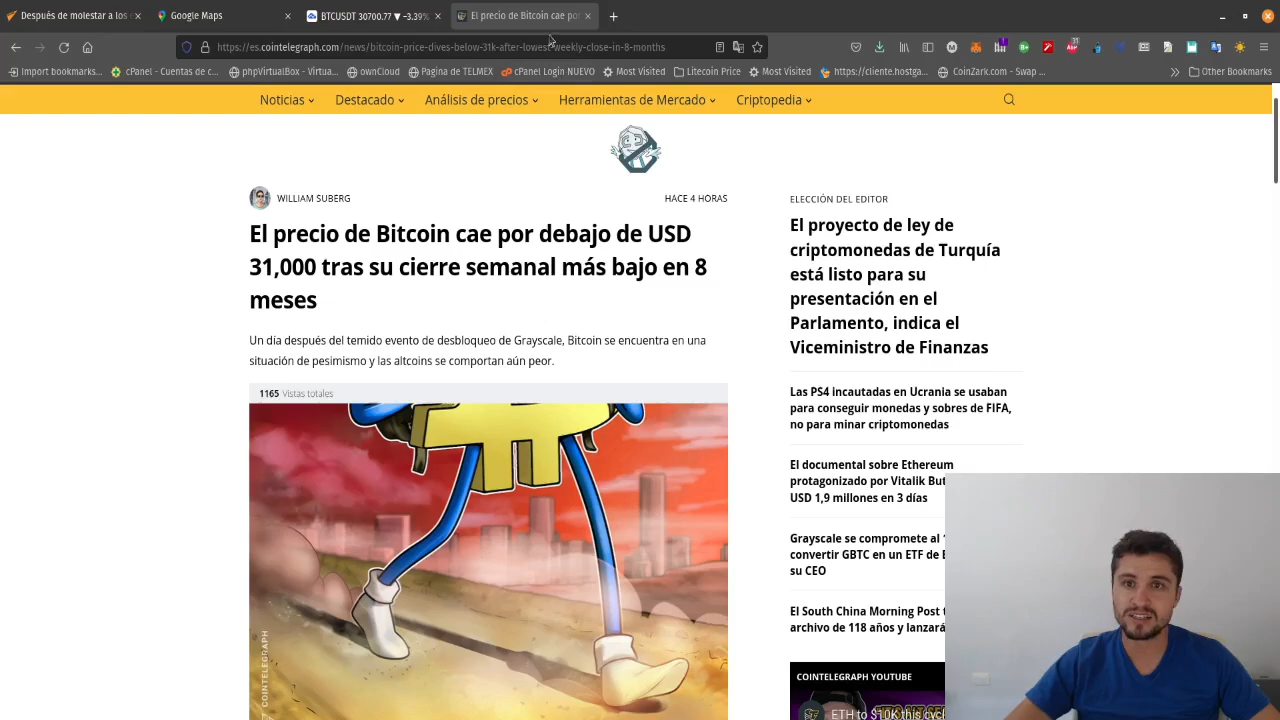 Después de molestar a los c
Google Maps
BTCUSDT 30700.77 ▼ -3.39%
El precio de Bitcoin cae por
https://es.cointelegraph.com/news/bitcoin-price-dives-below-31k-after-lowest-weekly-close-in-8-months
Import bookmarks...
cPanel - Cuentas de c...
phpVirtualBox - Virtua...
ownCloud
Pagina de TELMEX
cPanel Login NUEVO
Most Visited
Litecoin Price
Most Visited
https://cliente.hostga...
CoinZark.com - Swap ...
Other Bookmarks
Noticias
Destacado
Análisis de precios
Herramientas de Mercado
Criptopedia
WILLIAM SUBERG
HACE 4 HORAS
El precio de Bitcoin cae por debajo de USD
31,000 tras su cierre semanal más bajo en 8
meses
Un día después del temido evento de desbloqueo de Grayscale, Bitcoin se encuentra en una
situación de pesimismo y las altcoins se comportan aún peor.
1165 Vistas totales
COINTELEGRAPH
ELECCIÓN DEL EDITOR
El proyecto de ley de
criptomonedas de Turquía
está listo para su
presentación en el
Parlamento, indica el
Viceministro de Finanzas
Las PS4 incautadas en Ucrania se usaban
para conseguir monedas y sobres de FIFA,
no para minar criptomonedas
El documental sobre Ethereum
protagonizado por Vitalik But
USD 1,9 millones en 3 días
Grayscale se compromete al
convertir GBTC en un ETF de
su CEO
El South China Morning Post
archivo de 118 años y lanzará
COINTELEGRAPH YOUTUBE
ETH to $10K this cycl